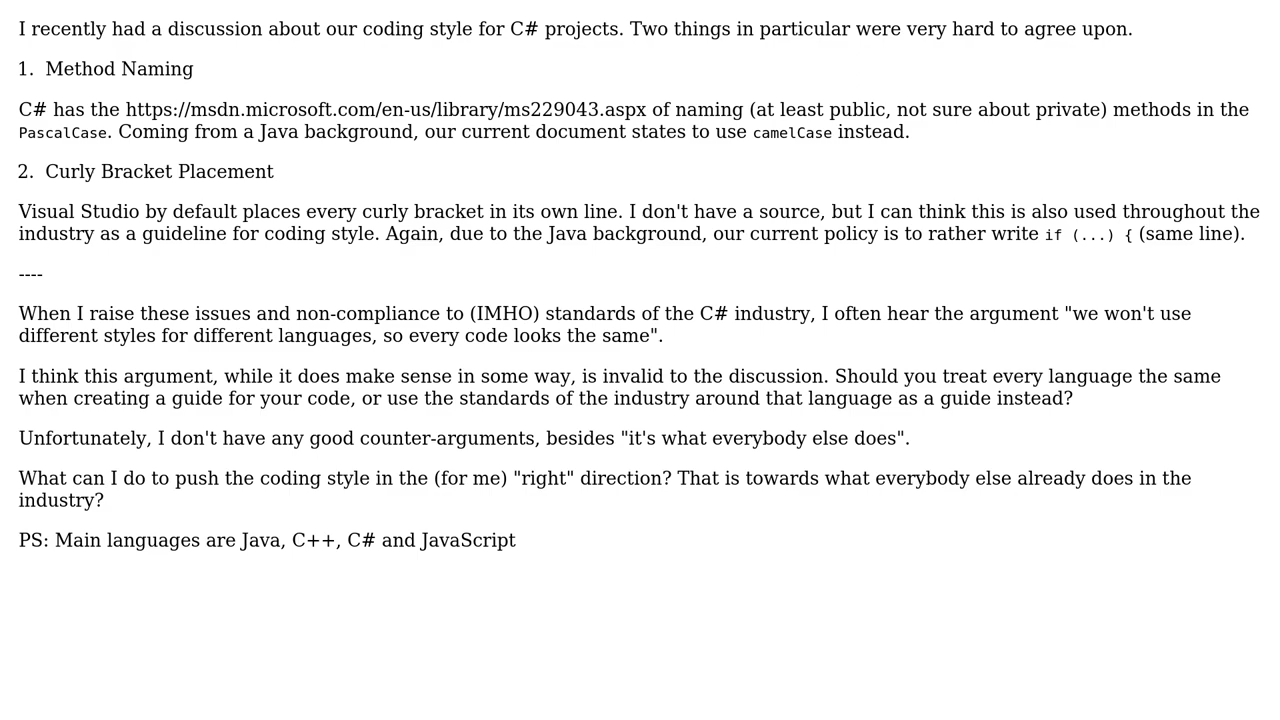 I recently had a discussion about our coding style for C# projects. Two things in particular were very hard to agree upon.
1. Method Naming
C# has the https://msdn.microsoft.com/en-us/library/ms229043.aspx of naming (at least public, not sure about private) methods in the
PascalCase. Coming from a Java background, our current document states to use camelCase instead.
2. Curly Bracket Placement
Visual Studio by default places every curly bracket in its own line. I don't have a source, but I can think this is also used throughout the
industry as a guideline for coding style. Again, due to the Java background, our current policy is to rather write if (...) { (same line).
----
When I raise these issues and non-compliance to (IMHO) standards of the C# industry, I often hear the argument "we won't use
different styles for different languages, so every code looks the same".
I think this argument, while it does make sense in some way, is invalid to the discussion. Should you treat every language the same
when creating a guide for your code, or use the standards of the industry around that language as a guide instead?
Unfortunately, I don't have any good counter-arguments, besides "it's what everybody else does".
What can I do to push the coding style in the (for me) "right" direction? That is towards what everybody else already does in the
industry?
PS: Main languages are Java, C++, C# and JavaScript